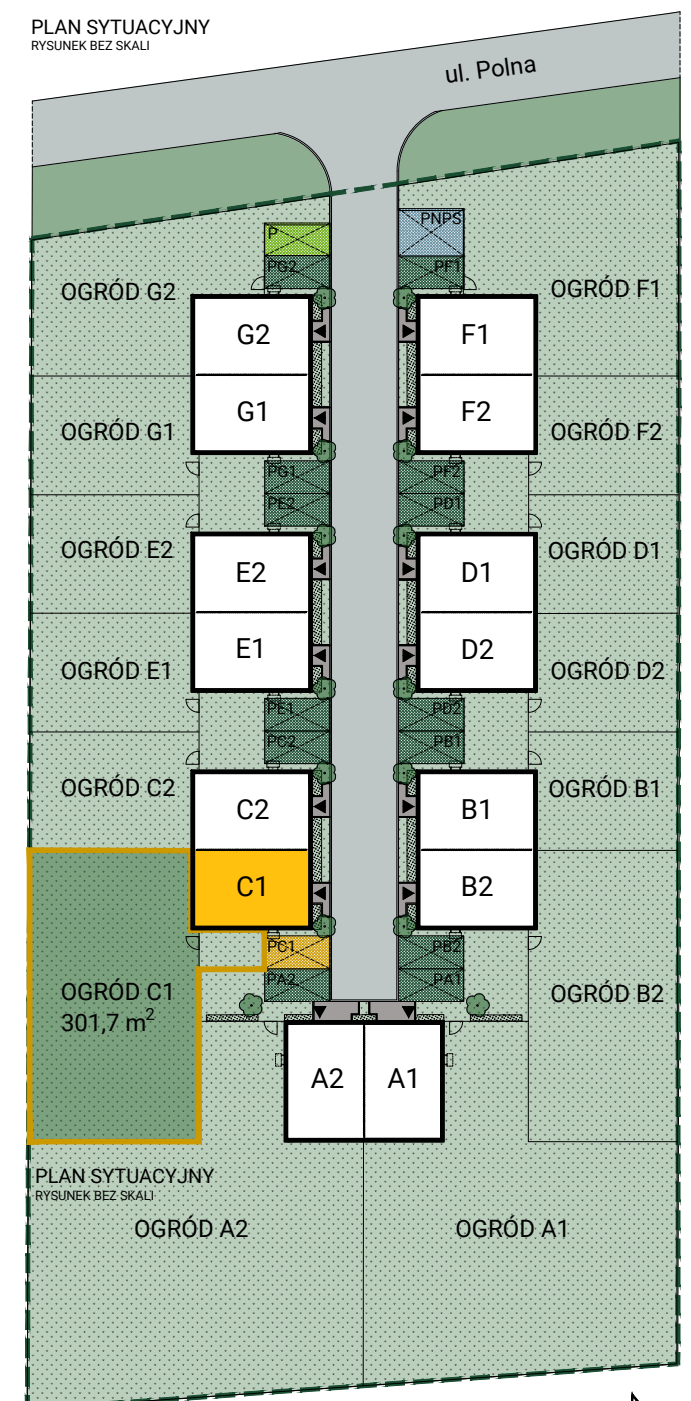 PLAN SYTUACYJNY
RYSUNEK BEZ SKALI
ul. Polna
P
PNPS
PG2
PF1
OGRÓD G2
OGRÓD F1
G2
F1
G1
F2
OGRÓD G1
OGRÓD F2
PG1
PF2
PE2
PD1
OGRÓD E2
OGRÓD D1
E2
D1
E1
D2
OGRÓD E1
OGRÓD D2
PE1
PD2
PC2
PB1
OGRÓD C2
OGRÓD B1
C2
B1
C1
B2
PC1
PB2
PA2
PA1
OGRÓD C1
301,7 m²
OGRÓD B2
A2
A1
PLAN SYTUACYJNY
RYSUNEK BEZ SKALI
OGRÓD A2
OGRÓD A1